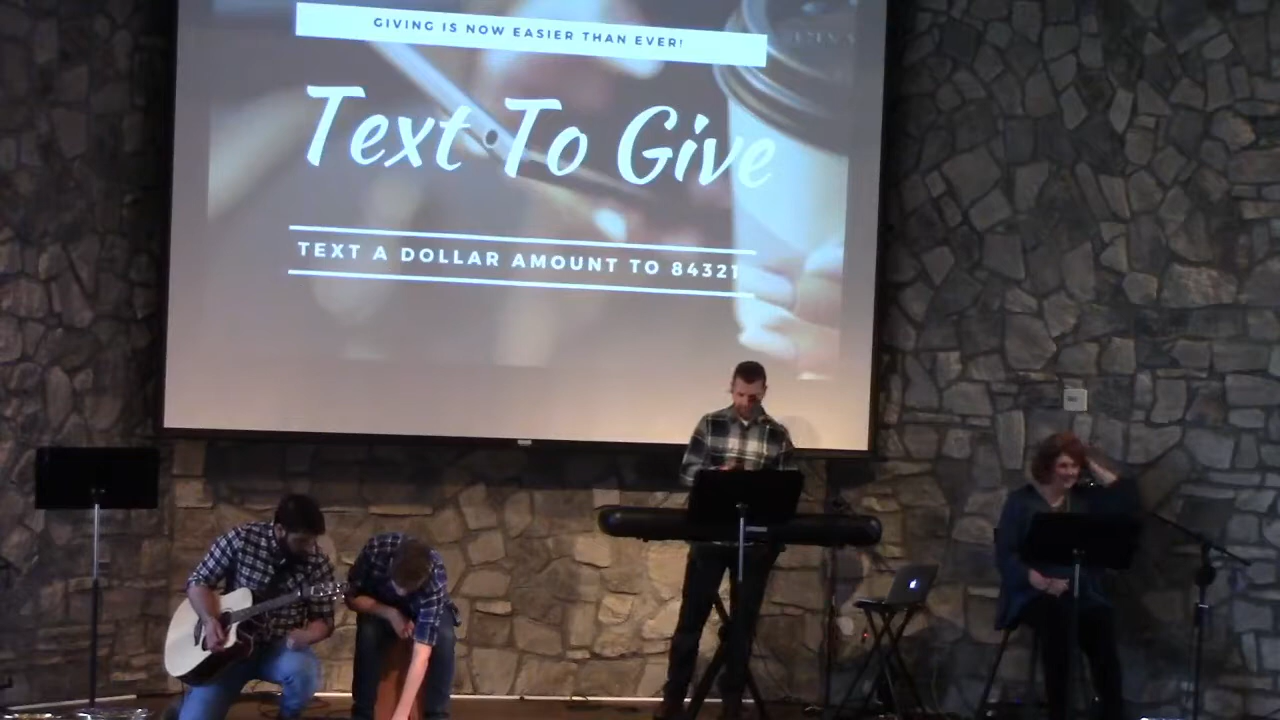 GIVING IS NOW EASIER THAN EVER!
Text To Give
TEXT A DOLLAR AMOUNT TO 84321